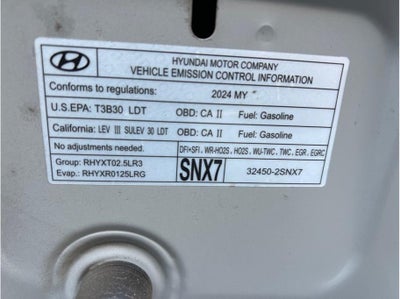 HYUNDAI MOTOR COMPANY
VEHICLE EMISSION CONTROL INFORMATION
Conforms to regulations: 2024 MY
U.S.EPA: T3B30 LDT OBD: CA II Fuel: Gasoline
California: LEV III SULEV 30 LDT OBD: CA II Fuel: Gasoline
No adjustments needed. DFI+SFI, WR-HO2S, HO2S, WU-TWC, TWC, EGR, EGRC
Group: RHYXT02.5LR3
Evap.: RHYXR0125LRG
SNX7 32450-2SNX7